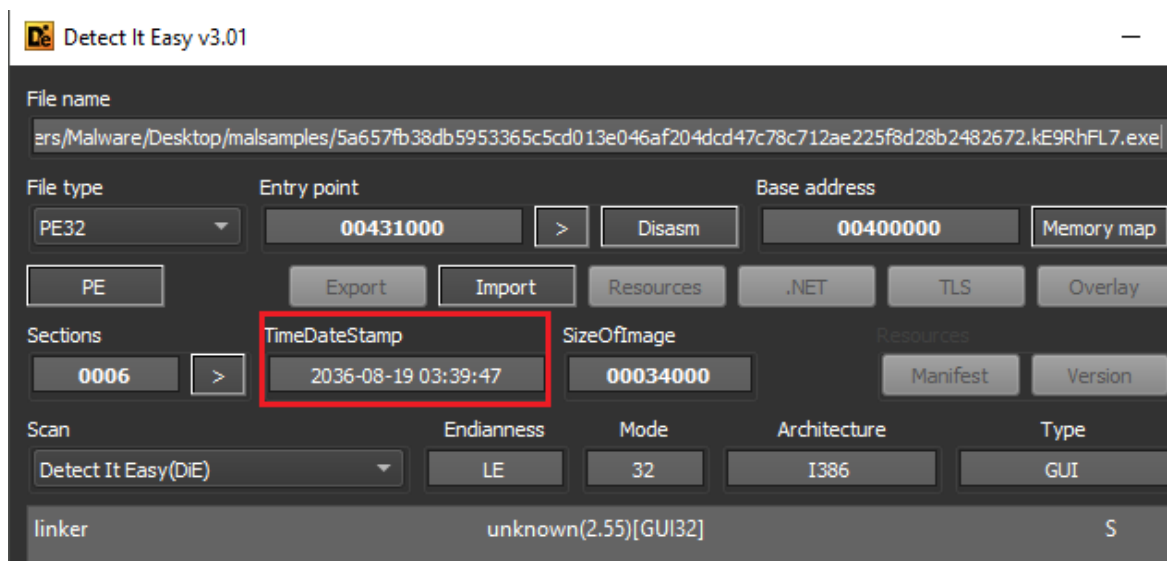 Detect It Easy v3.01
File name
ers/Malware/Desktop/malsamples/5a657fb38db5953365c5cd013e046af204dcd47c78c712ae225f8d28b2482672.kE9RhFL7.exe
File type Entry point Base address
PE32 00431000 > Disasm 00400000 Memory map
PE Export Import Resources .NET TLS Overlay
Sections TimeDateStamp SizeOfImage Resources
0006 > 2036-08-19 03:39:47 00034000 Manifest Version
Scan Endianness Mode Architecture Type
Detect It Easy(DiE) LE 32 I386 GUI
linker unknown(2.55)[GUI32] S